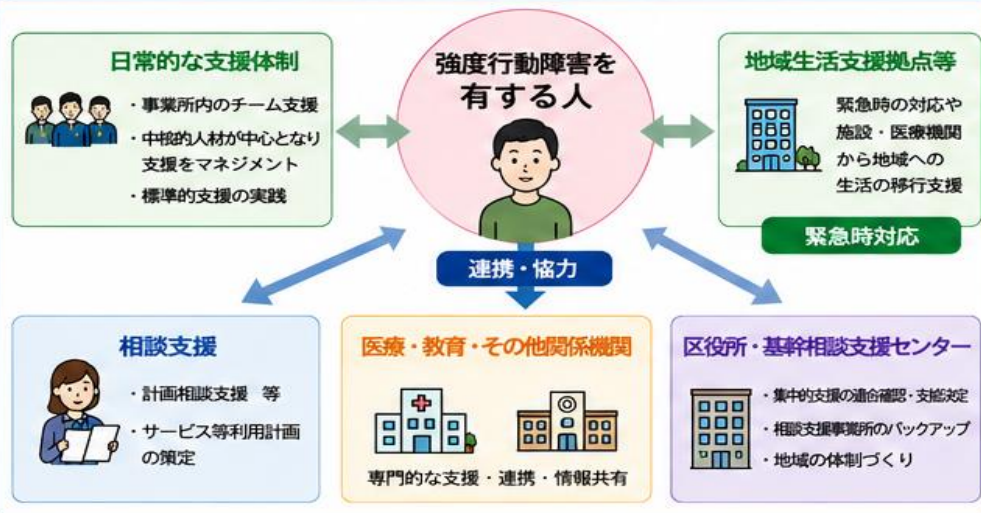 強度行動障害を
有する人
日常的な支援体制
・事業所内のチーム支援
・中核的人材が中心となり
支援をマネジメント
・標準的支援の実践
地域生活支援拠点等
緊急時の対応や
施設・医療機関
から地域への
生活の移行支援
緊急時対応
連携・協力
相談支援
・計画相談支援 等
・サービス等利用計画
の策定
医療・教育・その他関係機関
専門的な支援・連携・情報共有
区役所・基幹相談支援センター
・集中的支援の適合確認・支給決定
・相談支援事業所のバックアップ
・地域の体制づくり